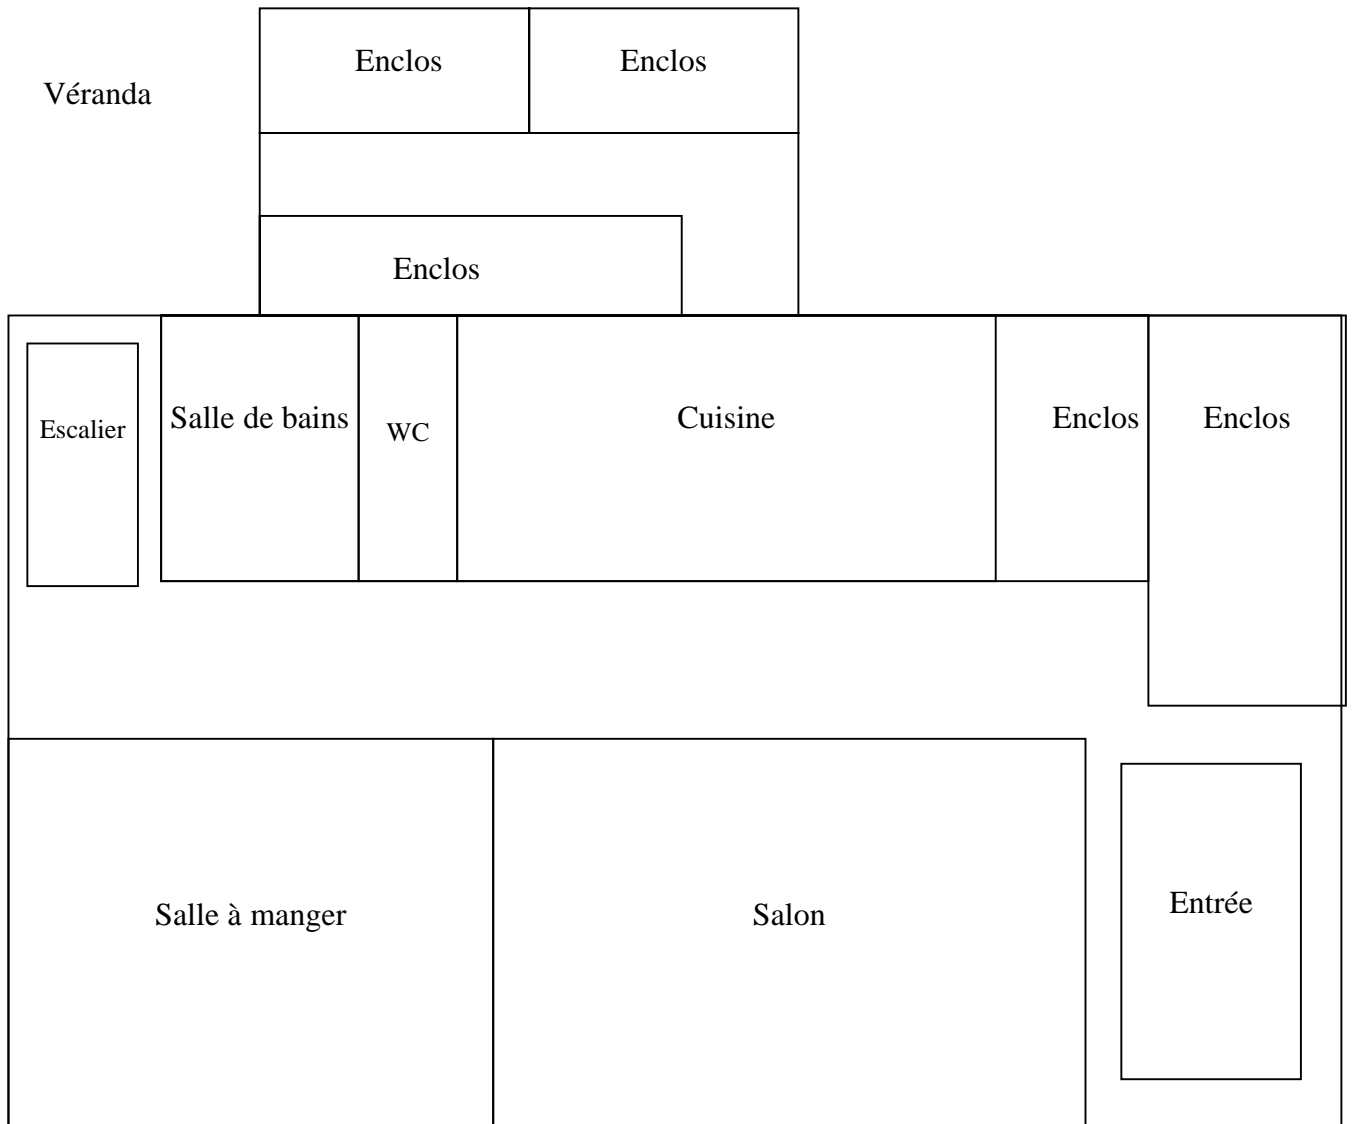 Enclos
Enclos
Véranda
Enclos
Escalier
Salle de bains
WC
Cuisine
Enclos
Enclos
Salle à manger
Salon
Entrée